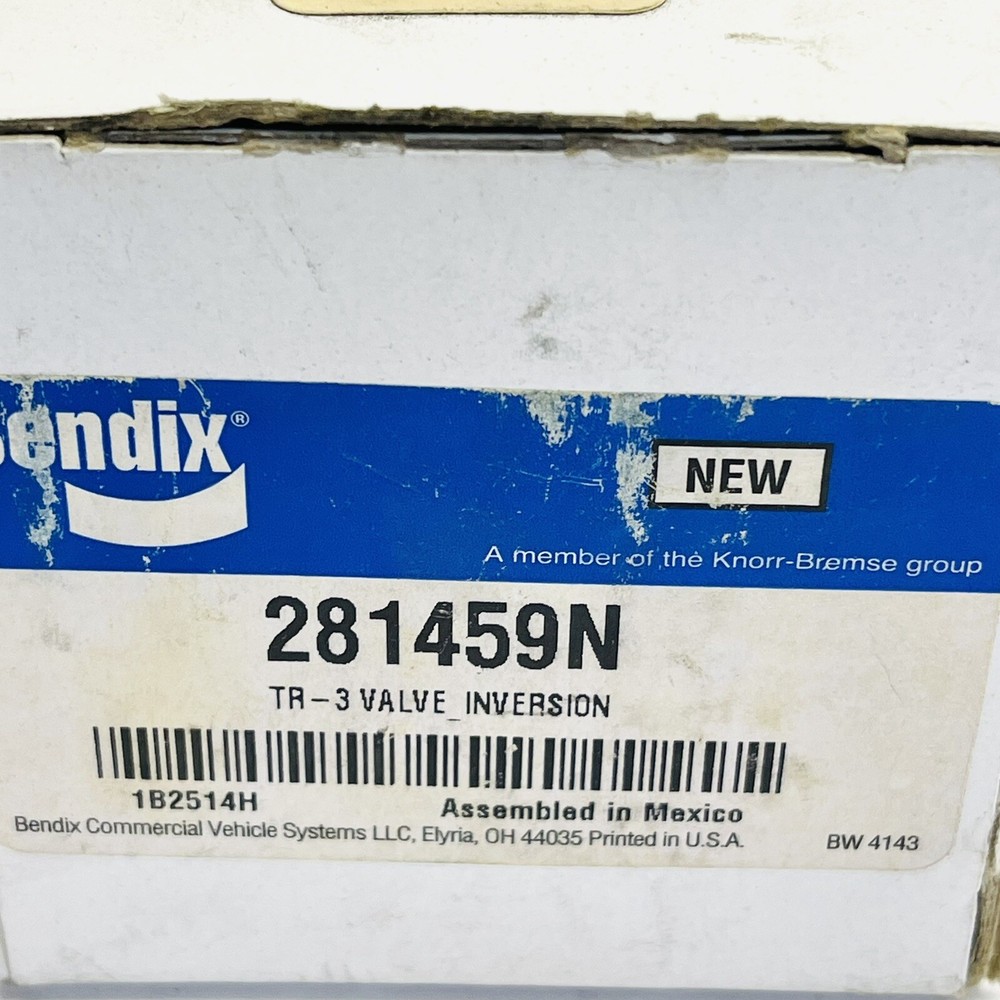 Bendix®
NEW
A member of the Knorr-Bremse group
281459N
TR-3 VALVE_INVERSION
1B2514H
Assembled in Mexico
Bendix Commercial Vehicle Systems LLC, Elyria, OH 44035 Printed in U.S.A.
BW 4143